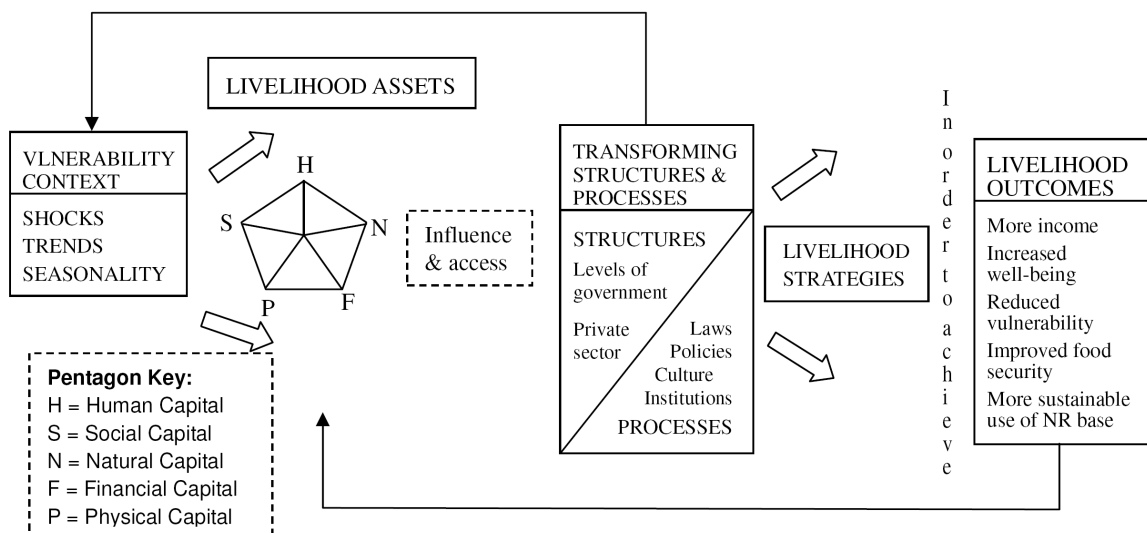 LIVELIHOOD ASSETS
VLNERABILITY
CONTEXT
SHOCKS
TRENDS
SEASONALITY
H
S
N
P
F
Influence
& access
Pentagon Key:
H = Human Capital
S = Social Capital
N = Natural Capital
F = Financial Capital
P = Physical Capital
TRANSFORMING
STRUCTURES &
PROCESSES
STRUCTURES
Levels of
government
Private
sector
Laws
Policies
Culture
Institutions
PROCESSES
LIVELIHOOD
STRATEGIES
In order to achieve
LIVELIHOOD
OUTCOMES
More income
Increased
well-being
Reduced
vulnerability
Improved food
security
More sustainable
use of NR base